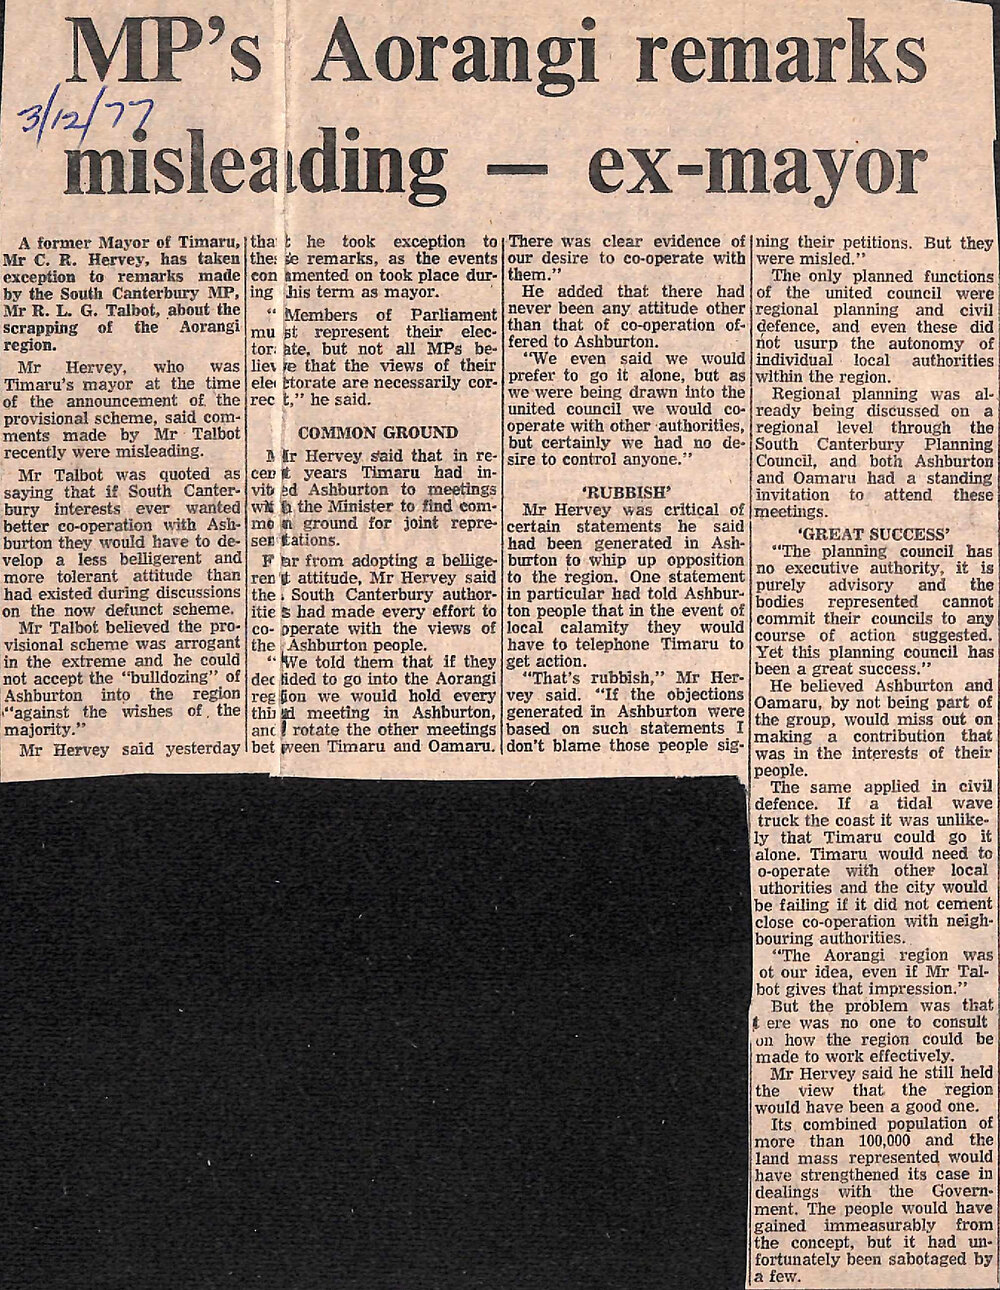 MP's Aorangi remarks
3/12/77
misleading — ex-mayor
A former Mayor of Timaru,
Mr C. R. Hervey, has taken
exception to remarks made
by the South Canterbury MP,
Mr R. L. G. Talbot, about the
scrapping of the Aorangi
region.
Mr Hervey, who was
Timaru's mayor at the time
of the announcement of the
provisional scheme, said com-
ments made by Mr Talbot
recently were misleading.
Mr Talbot was quoted as
saying that if South Canter-
bury interests ever wanted
better co-operation with Ash-
burton they would have to de-
velop a less belligerent and
more tolerant attitude than
had existed during discussions
on the now defunct scheme.
Mr Talbot believed the pro-
visional scheme was arrogant
in the extreme and he could
not accept the "bulldozing" of
Ashburton into the region
"against the wishes of the
majority."
Mr Hervey said yesterday
that he took exception to
these remarks, as the events
commented on took place dur-
ing his term as mayor.
"Members of Parliament
must represent their elec-
torate, but not all MPs be-
lieve that the views of their
electorate are necessarily cor-
rect," he said.
COMMON GROUND
Mr Hervey said that in re-
cent years Timaru had in-
vited Ashburton to meetings
with the Minister to find com-
mon ground for joint repre-
sentations.
Far from adopting a bellige-
rent attitude, Mr Hervey said
the South Canterbury author-
ities had made every effort to
co-operate with the views of
the Ashburton people.
"We told them that if they
decided to go into the Aorangi
region we would hold every
third meeting in Ashburton,
and rotate the other meetings
between Timaru and Oamaru.
There was clear evidence of
our desire to co-operate with
them."
He added that there had
never been any attitude other
than that of co-operation of-
fered to Ashburton.
"We even said we would
prefer to go it alone, but as
we were being drawn into the
united council we would co-
operate with other authorities,
but certainly we had no de-
sire to control anyone."
'RUBBISH'
Mr Hervey was critical of
certain statements he said
had been generated in Ash-
burton to whip up opposition
to the region. One statement
in particular had told Ashbur-
ton people that in the event of
local calamity they would
have to telephone Timaru to
get action.
"That's rubbish," Mr Her-
vey said. "If the objections
generated in Ashburton were
based on such statements I
don't blame those people sig-
ning their petitions. But they
were misled."
The only planned functions
of the united council were
regional planning and civil
defence, and even these did
not usurp the autonomy of
individual local authorities
within the region.
Regional planning was al-
ready being discussed on a
regional level through the
South Canterbury Planning
Council, and both Ashburton
and Oamaru had a standing
invitation to attend these
meetings.
'GREAT SUCCESS'
"The planning council has
no executive authority, it is
purely advisory and the
bodies represented cannot
commit their councils to any
course of action suggested.
Yet this planning council has
been a great success."
He believed Ashburton and
Oamaru, by not being part of
the group, would miss out on
making a contribution that
was in the interests of their
people.
The same applied in civil
defence. If a tidal wave
truck the coast it was unlike-
ly that Timaru could go it
alone. Timaru would need to
o-operate with other local
uthorities and the city would
be failing if it did not cement
close co-operation with neigh-
bouring authorities.
"The Aorangi region was
ot our idea, even if Mr Tal-
bot gives that impression."
But the problem was that
t ere was no one to consult
on how the region could be
made to work effectively.
Mr Hervey said he still held
the view that the region
would have been a good one.
Its combined population of
more than 100,000 and the
land mass represented would
have strengthened its case in
dealings with the Govern-
ment. The people would have
gained immeasurably from
the concept, but it had un-
fortunately been sabotaged by
a few.